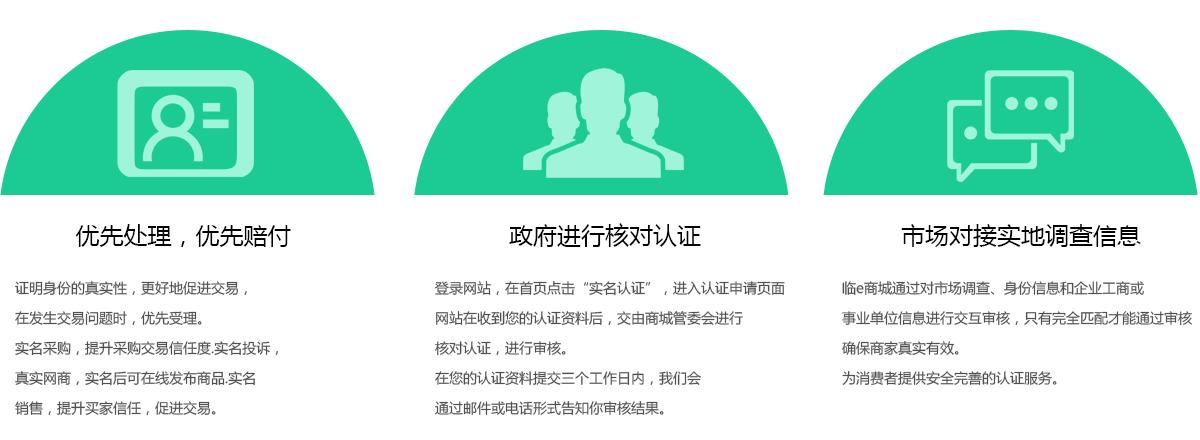 优先处理，优先赔付
证明身份的真实性，更好地促进交易，
在发生交易问题时，优先受理。
实名采购，提升采购交易信任度.实名投诉，
真实网商，实名后可在线发布商品.实名
销售，提升买家信任，促进交易。
政府进行核对认证
登录网站，在首页点击“实名认证”，进入认证申请页面
网站在收到您的认证资料后，交由商城管委会进行
核对认证，进行审核。
在您的认证资料提交三个工作日内，我们会
通过邮件或电话形式告知你审核结果。
市场对接实地调查信息
临e商城通过对市场调查、身份信息和企业工商或
事业单位信息进行交互审核，只有完全匹配才能通过审核
确保商家真实有效。
为消费者提供安全完善的认证服务。